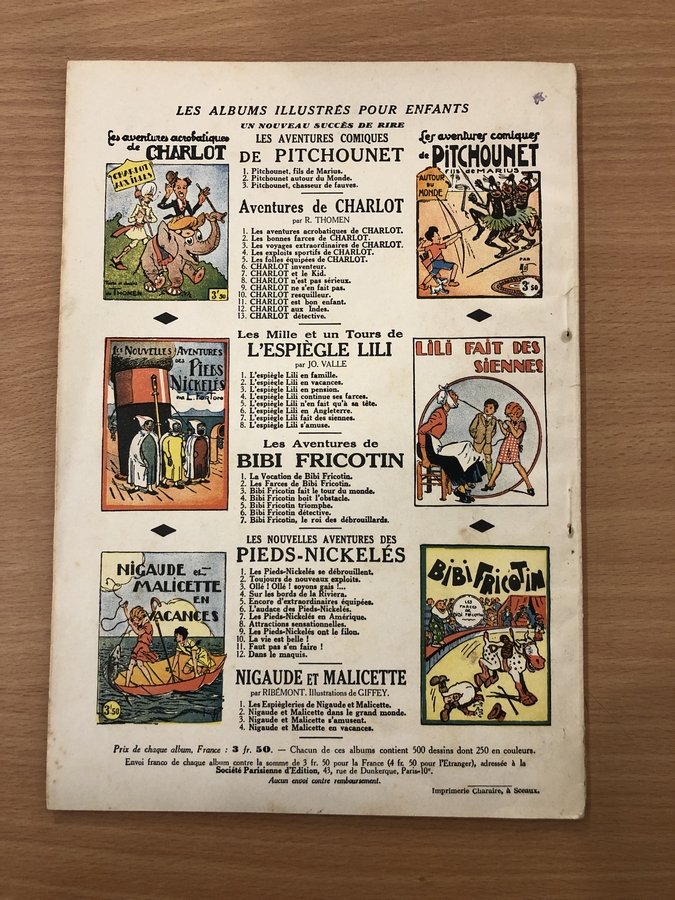 LES ALBUMS ILLUSTRÉS POUR ENFANTS
UN NOUVEAU SUCCÈS DE RIRE
Les aventures acrobatiques
de CHARLOT
CHARLOT
AUX INDES
THOMEN
3'50
LES AVENTURES COMIQUES
DE PITCHOUNET
1. Pitchounet, fils de Marius.
2. Pitchounet autour du Monde.
3. Pitchounet, chasseur de fauves.
Aventures de CHARLOT
par R. THOMEN
1. Les aventures acrobatiques de CHARLOT.
2. Les bonnes farces de CHARLOT.
3. Les voyages extraordinaires de CHARLOT.
4. Les exploits sportifs de CHARLOT.
5. Les folles équipées de CHARLOT.
6. CHARLOT inventeur.
7. CHARLOT et le Kid.
8. CHARLOT n'est pas sérieux.
9. CHARLOT ne s'en fait pas.
10. CHARLOT resquilleur.
11. CHARLOT est bon enfant.
12. CHARLOT aux Indes.
13. CHARLOT détective.
Les aventures comiques
de PITCHOUNET
fils de MARIUS
AUTOUR
DU
MONDE
PAR
3'50
LES NOUVELLES AVENTURES
DES PIEDS
NICKELÉS
Les Mille et un Tours de
L'ESPIÈGLE LILI
par JO. VALLE
1. L'espiègle Lili en famille.
2. L'espiègle Lili en vacances.
3. L'espiègle Lili en pension.
4. L'espiègle Lili continue ses farces.
5. L'espiègle Lili n'en fait qu'à sa tête.
6. L'espiègle Lili en Angleterre.
7. L'espiègle Lili fait des siennes.
8. L'espiègle Lili s'amuse.
LILI FAIT DES
SIENNES
Les Aventures de
BIBI FRICOTIN
1. La Vocation de Bibi Fricotin.
2. Les Farces de Bibi Fricotin.
3. Bibi Fricotin fait le tour du monde.
4. Bibi Fricotin boit l'obstacle.
5. Bibi Fricotin triomphe.
6. Bibi Fricotin détective.
7. Bibi Fricotin, le roi des débrouillards.
NIGAUDE et
MALICETTE
EN
VACANCES
3'50
LES NOUVELLES AVENTURES DES
PIEDS-NICKELÉS
1. Les Pieds-Nickelés se débrouillent.
2. Toujours de nouveaux exploits.
3. Ollé ! Ollé ! soyons gais !...
4. Sur les bords de la Riviera.
5. Encore d'extraordinaires équipées.
6. L'audace des Pieds-Nickelés.
7. Les Pieds-Nickelés en Amérique.
8. Attractions sensationnelles.
9. Les Pieds-Nickelés ont le filon.
10. La vie est belle !
11. Faut pas s'en faire !
12. Dans le maquis.
BIBI FRICOTIN
LES
FARCES
DE
BIBI FRICOTIN
NIGAUDE ET MALICETTE
par RIBÉMONT. Illustrations de GIFFEY.
1. Les Espiègleries de Nigaude et Malicette.
2. Nigaude et Malicette dans le grand monde.
3. Nigaude et Malicette s'amusent.
4. Nigaude et Malicette en vacances.
Prix de chaque album, France : 3 fr. 50. — Chacun de ces albums contient 500 dessins dont 250 en couleurs.
Envoi franco de chaque album contre la somme de 3 fr. 50 pour la France (4 fr. 50 pour l'Etranger), adressée à la
Société Parisienne d'Edition, 43, rue de Dunkerque, Paris-10e.
Aucun envoi contre remboursement.
Imprimerie Charaire, à Sceaux.